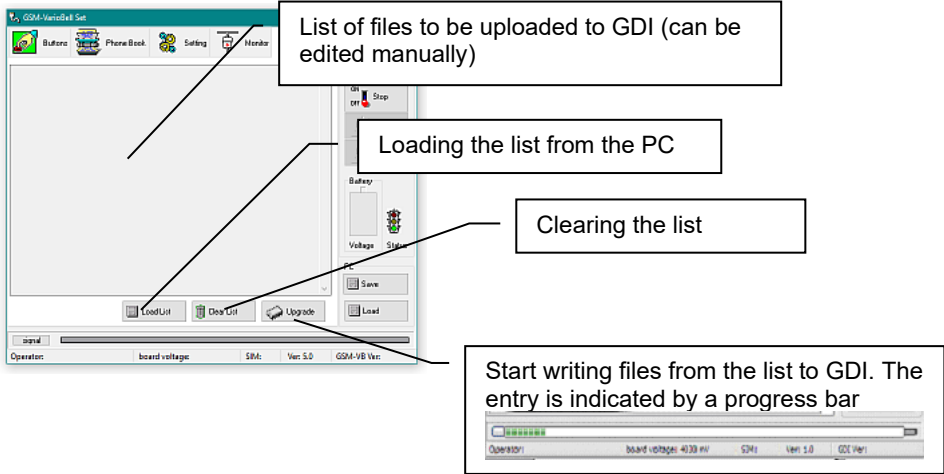 GSM-VarioBell Set
List of files to be uploaded to GDI (can be
edited manually)
Buttons Phone Book Setting Monitor
ON
OFF Stop
Loading the list from the PC
Battery
Clearing the list
Voltage Status
PC
Save
Load List Clear List Upgrade Load
signal
Operator: board voltage: SIM: Ver: 5.0 GSM-VB Ver:
Start writing files from the list to GDI. The
entry is indicated by a progress bar
Operator: board voltage: SIM: Ver: 1.0 GDI Ver: